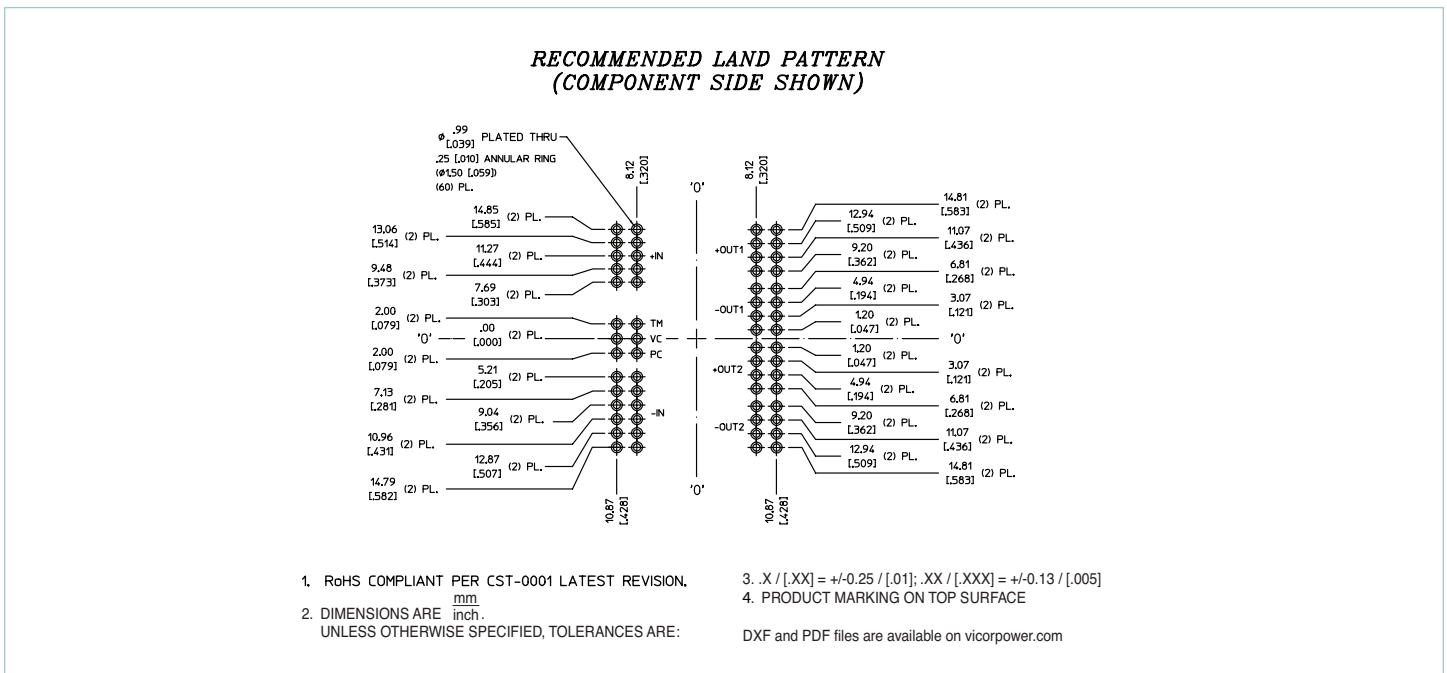 RECOMMENDED LAND PATTERN
(COMPONENT SIDE SHOWN)
ø .99 [.039] PLATED THRU
.25 [.010] ANNULAR RING
(ø1.50 [.059])
(60) PL.
8.12 [.320]
'0'
8.12 [.320]
14.85 [.585] (2) PL.
13.06 [.514] (2) PL.
11.27 [.444] (2) PL.
9.48 [.373] (2) PL.
7.69 [.303] (2) PL.
2.00 [.079] (2) PL.
'0'
.00 [.000] (2) PL.
2.00 [.079] (2) PL.
5.21 [.205] (2) PL.
7.13 [.281] (2) PL.
9.04 [.356] (2) PL.
10.96 [.431] (2) PL.
12.87 [.507] (2) PL.
14.79 [.582] (2) PL.
+IN
TM
VC
PC
-IN
10.87 [.428]
'0'
10.87 [.428]
+OUT1
-OUT1
+OUT2
-OUT2
14.81 [.583] (2) PL.
12.94 [.509] (2) PL.
11.07 [.436] (2) PL.
9.20 [.362] (2) PL.
6.81 [.268] (2) PL.
4.94 [.194] (2) PL.
3.07 [.121] (2) PL.
1.20 [.047] (2) PL.
'0'
1.20 [.047] (2) PL.
3.07 [.121] (2) PL.
4.94 [.194] (2) PL.
6.81 [.268] (2) PL.
9.20 [.362] (2) PL.
11.07 [.436] (2) PL.
12.94 [.509] (2) PL.
14.81 [.583] (2) PL.
1. RoHS COMPLIANT PER CST-0001 LATEST REVISION.
2. DIMENSIONS ARE mm inch.
UNLESS OTHERWISE SPECIFIED, TOLERANCES ARE:
3. .X / [.XX] = +/-0.25 / [.01]; .XX / [.XXX] = +/-0.13 / [.005]
4. PRODUCT MARKING ON TOP SURFACE
DXF and PDF files are available on vicorpower.com